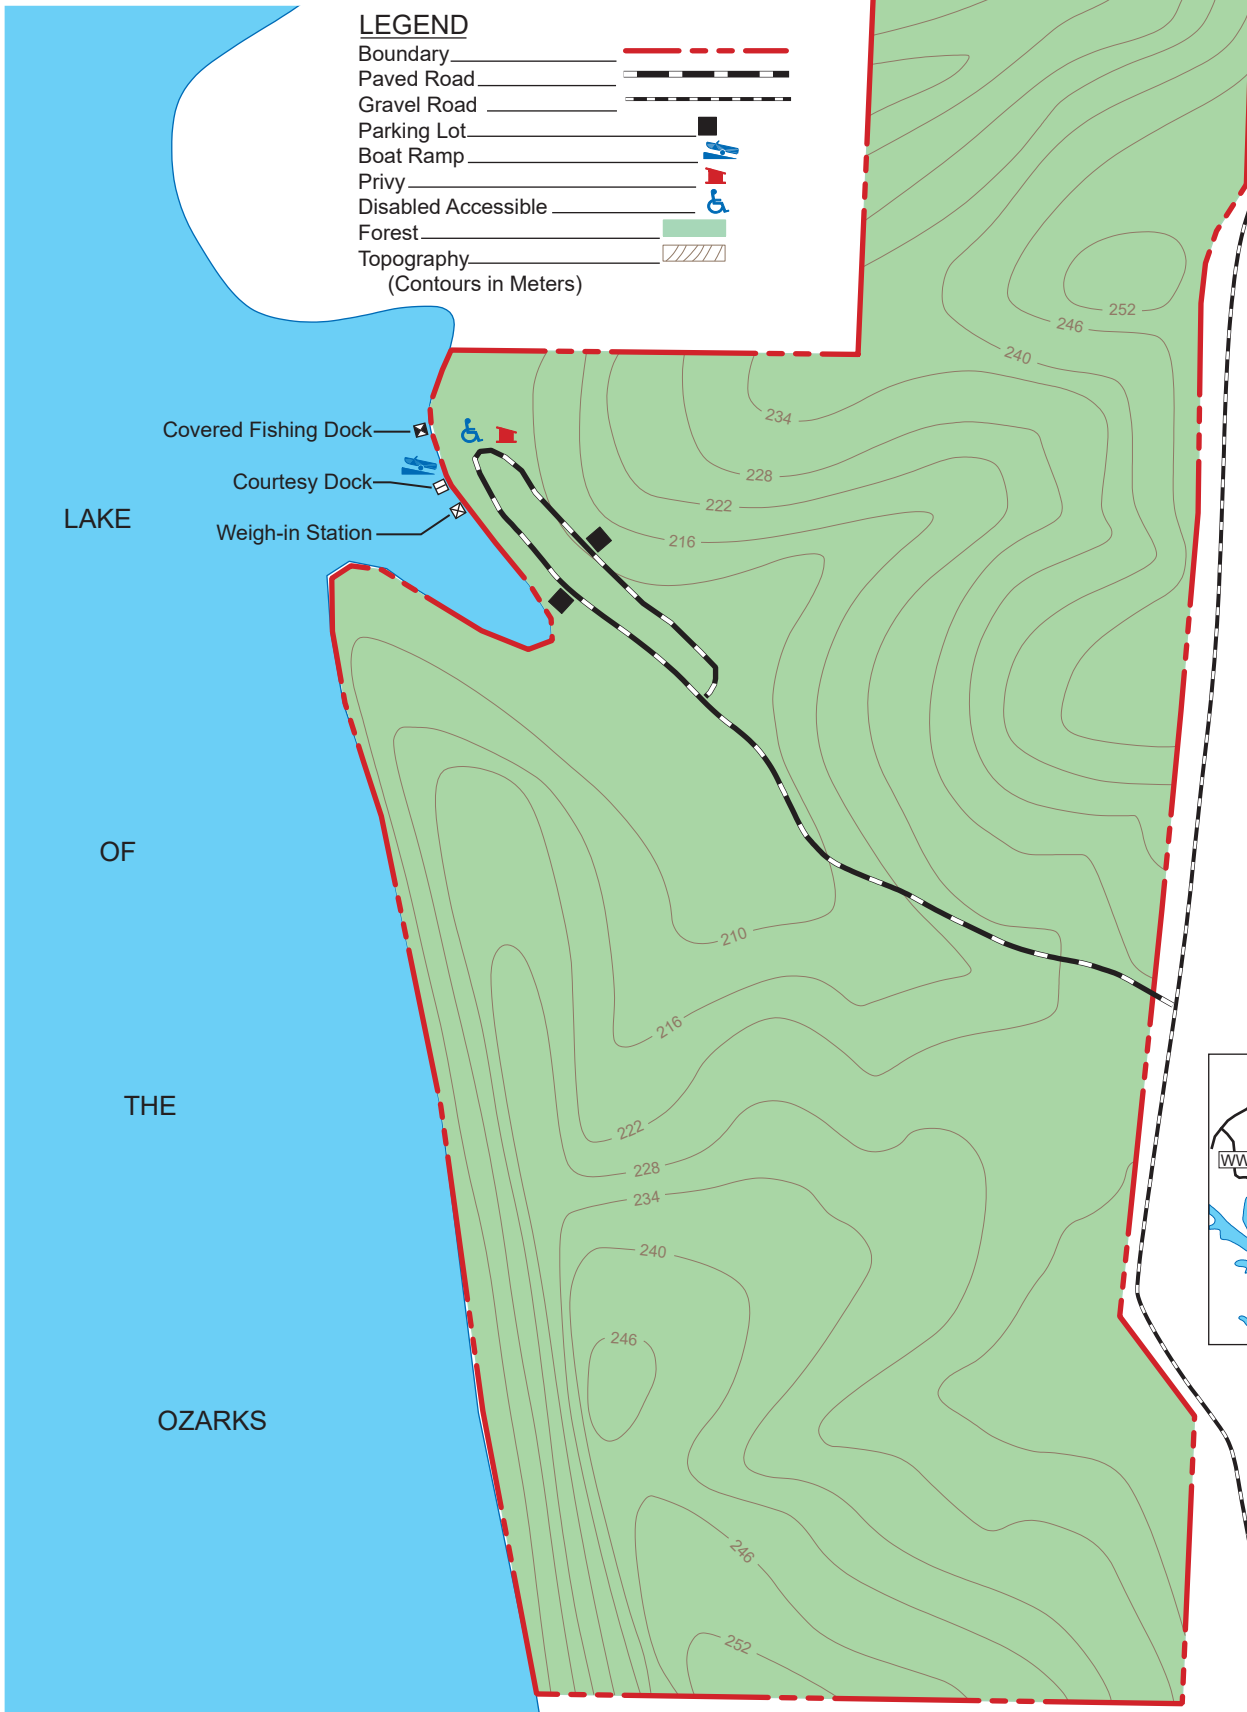 LEGEND
Boundary
Paved Road
Gravel Road
Parking Lot
Boat Ramp
Privy
Disabled Accessible
Forest
Topography
(Contours in Meters)
252
246
240
234
228
222
216
Covered Fishing Dock
Courtesy Dock
Weigh-in Station
LAKE
OF
THE
OZARKS
210
216
222
228
234
240
246
246
252
WW